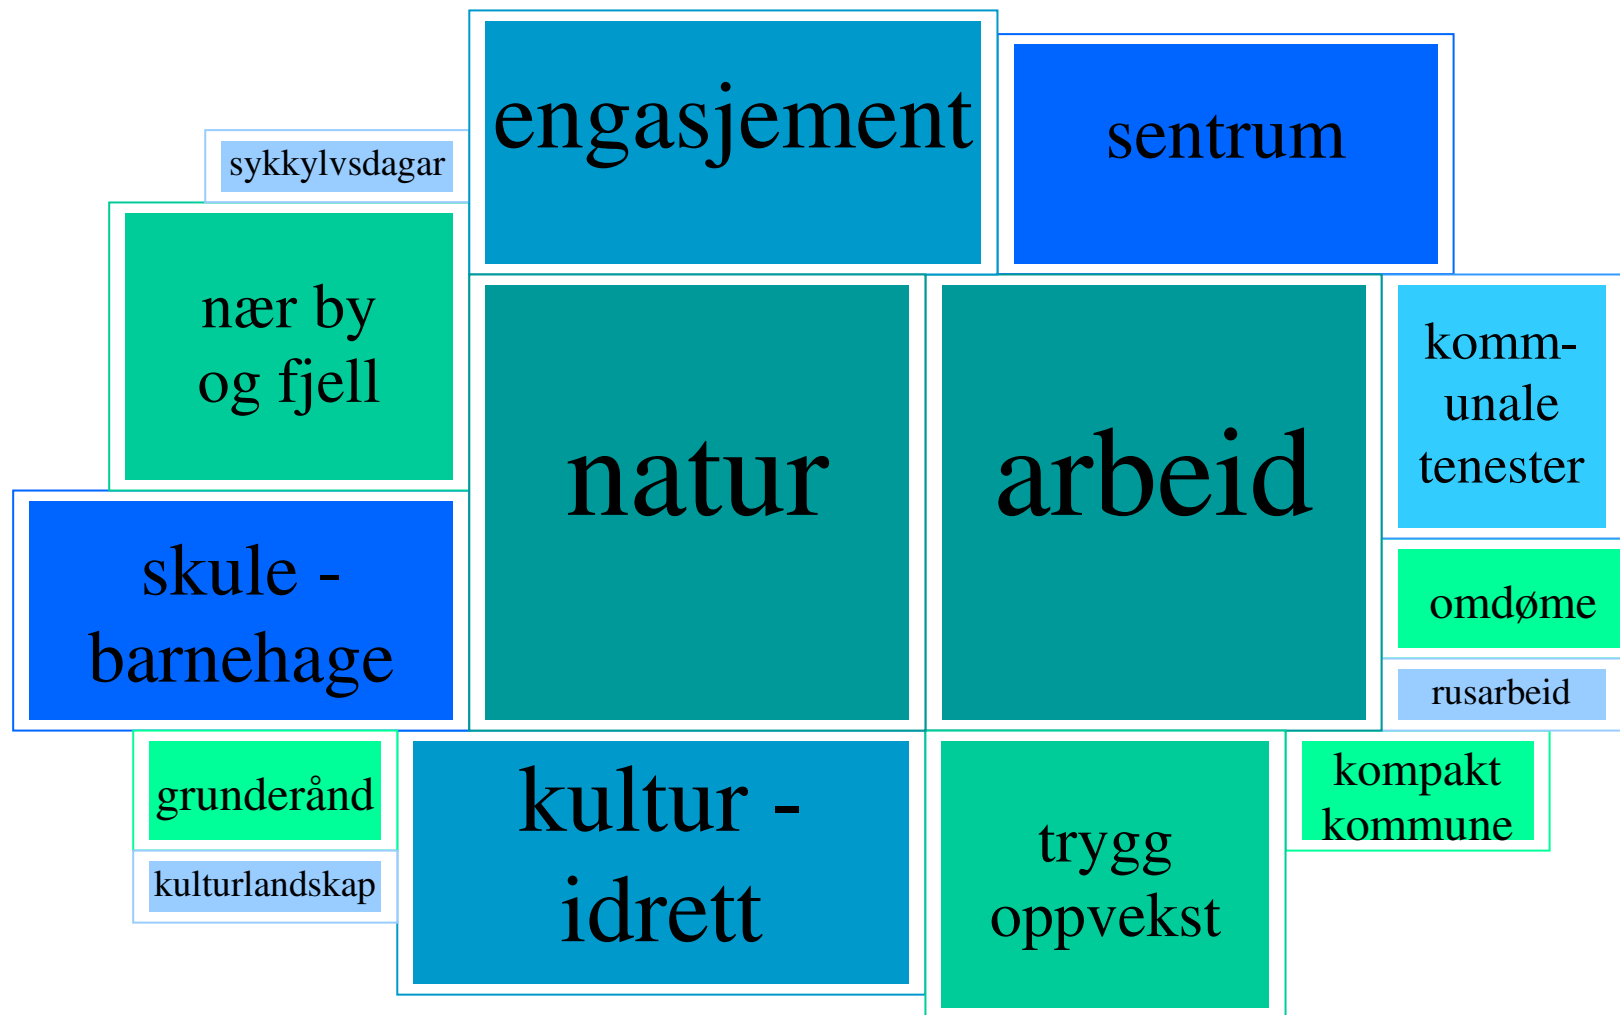 engasjement
sentrum
sykkylvsdagar
nær by
og fjell
natur
arbeid
komm-
unale
tenester
skule -
barnehage
omdøme
rusarbeid
grunderånd
kulturlandskap
kultur -
idrett
trygg
oppvekst
kompakt
kommune